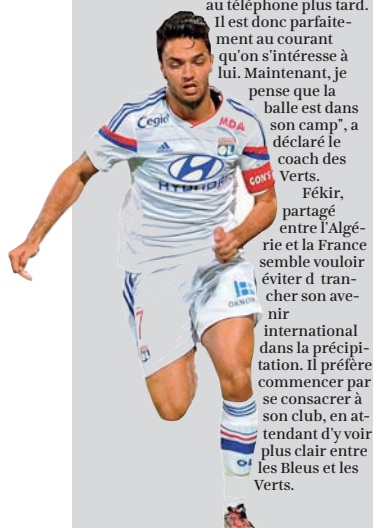 au téléphone plus tard.
Il est donc parfaite-
ment au courant
qu'on s'intéresse à
lui. Maintenant, je
pense que la
balle est dans
son camp", a
déclaré le
coach des
Verts.
Fékir,
partagé
entre l'Algé-
rie et la France
semble vouloir
éviter d tran-
cher son ave-
nir
international
dans la précipi-
tation. Il préfère
commencer par
se consacrer à
son club, en at-
tendant d'y voir
plus clair entre
les Bleus et les
Verts.
Cegid
MDA
adidas
OL
HYUNDAI
7
OL